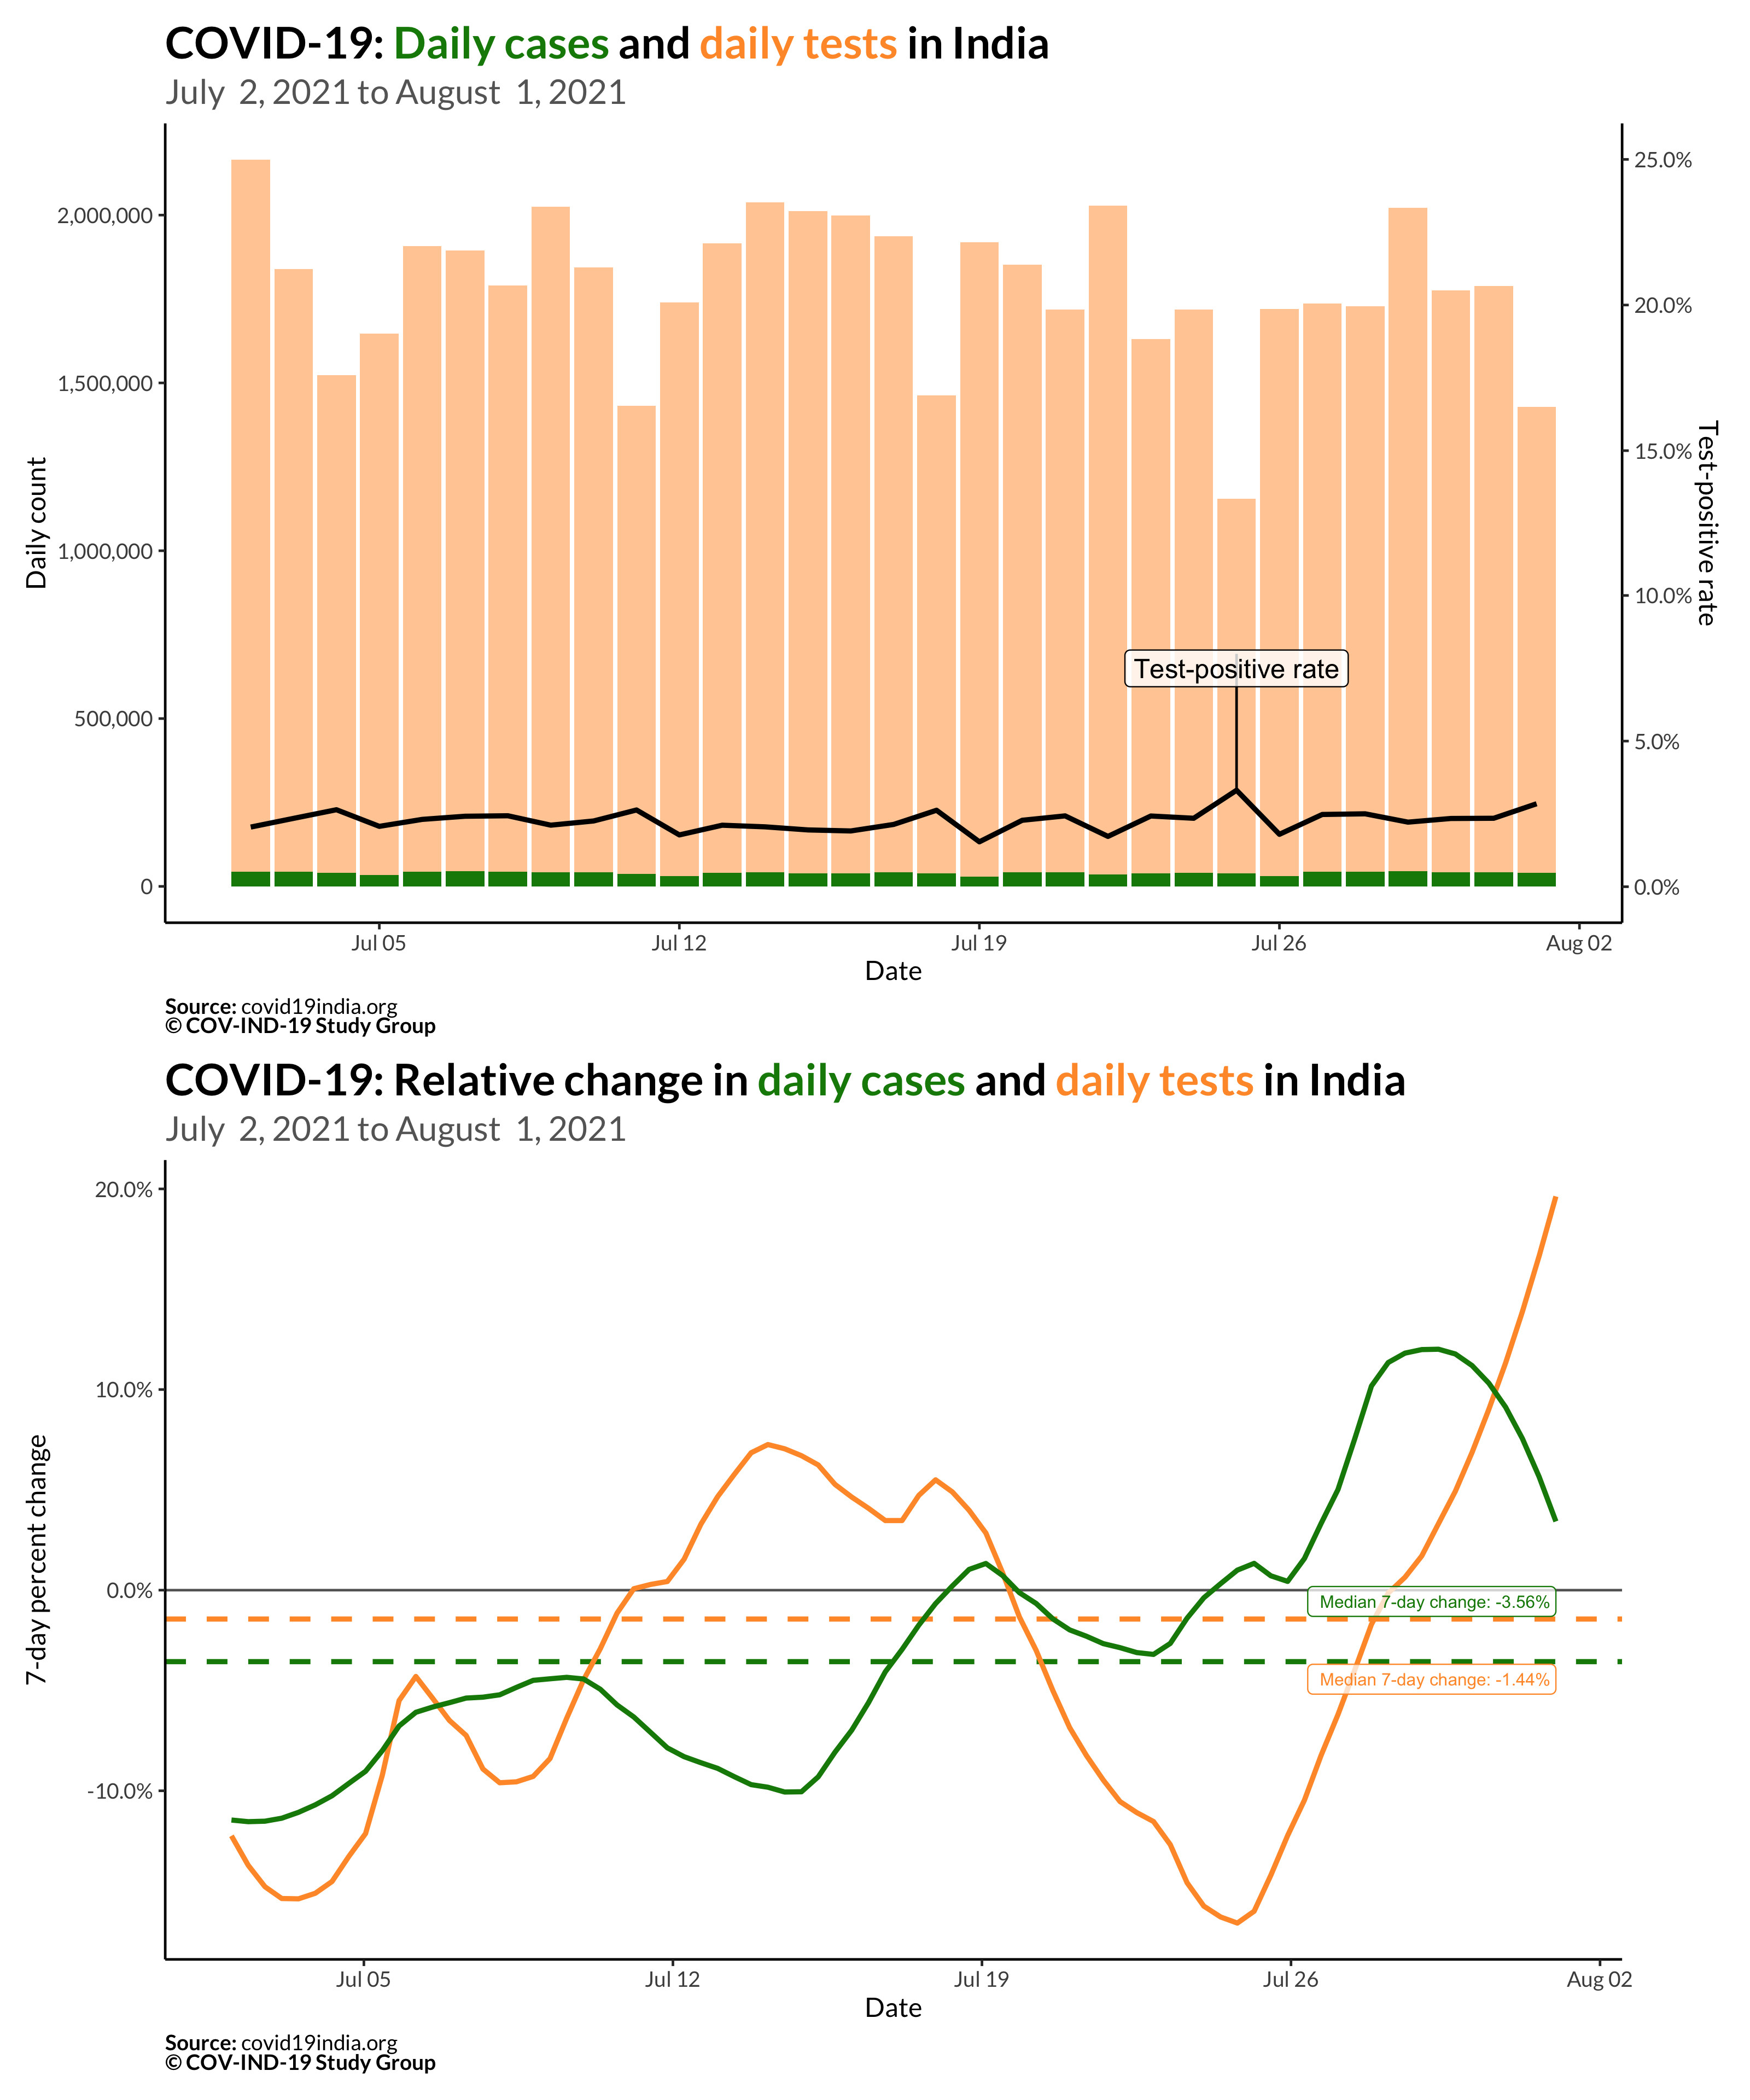 COVID-19: Daily cases and daily tests in India
July 2, 2021 to August 1, 2021
Daily count
2,000,000
1,500,000
1,000,000
500,000
0
25.0%
20.0%
15.0%
10.0%
5.0%
0.0%
Test-positive rate
Test-positive rate
Jul 05
Jul 12
Jul 19
Jul 26
Aug 02
Date
Source: covid19india.org
© COV-IND-19 Study Group
COVID-19: Relative change in daily cases and daily tests in India
July 2, 2021 to August 1, 2021
7-day percent change
20.0%
10.0%
0.0%
-10.0%
Median 7-day change: -3.56%
Median 7-day change: -1.44%
Jul 05
Jul 12
Jul 19
Jul 26
Aug 02
Date
Source: covid19india.org
© COV-IND-19 Study Group